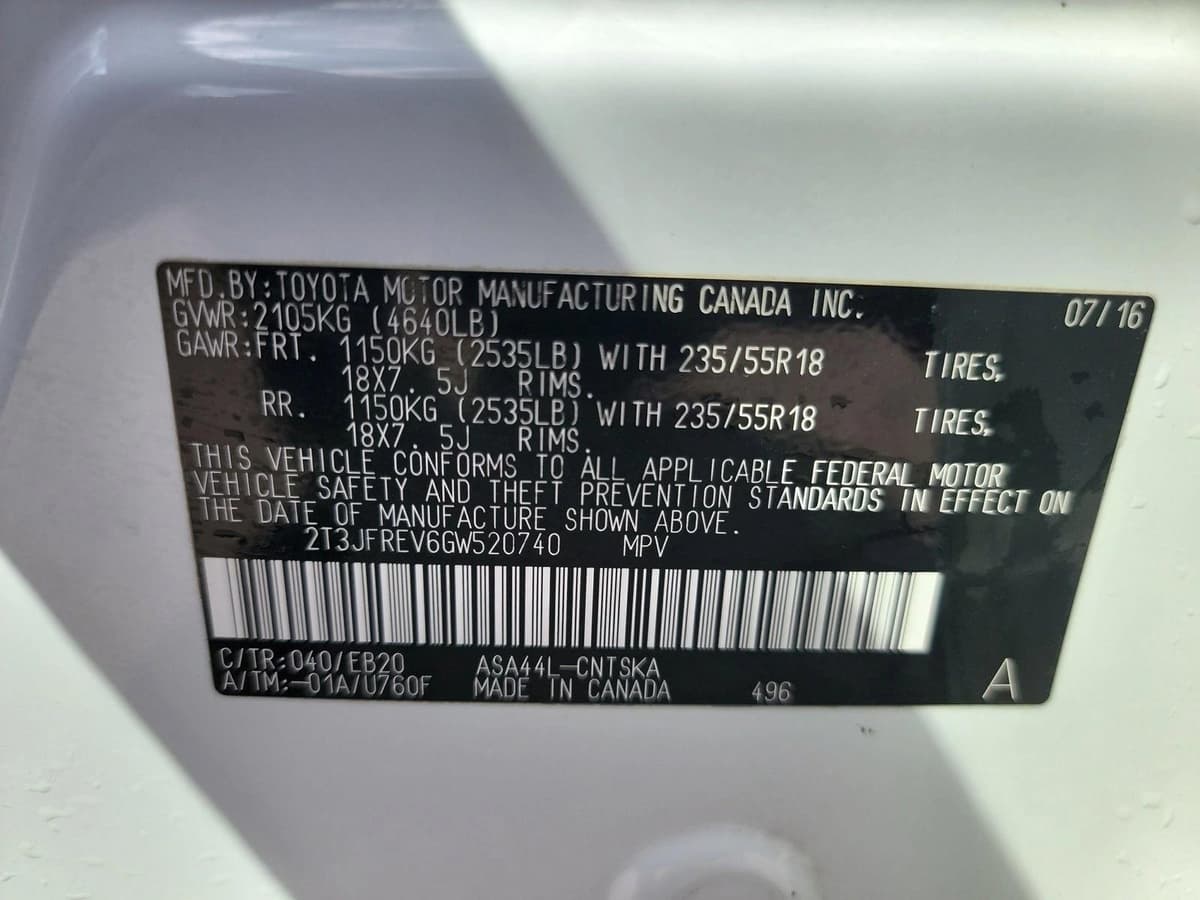 MFD.BY:TOYOTA MOTOR MANUFACTURING CANADA INC. 07/16
GVWR:2105KG (4640LB)
GAWR:FRT. 1150KG (2535LB) WITH 235/55R18 TIRES,
18X7. 5J RIMS.
RR. 1150KG (2535LB) WITH 235/55R18 TIRES,
18X7. 5J RIMS.
THIS VEHICLE CONFORMS TO ALL APPLICABLE FEDERAL MOTOR
VEHICLE SAFETY AND THEFT PREVENTION STANDARDS IN EFFECT ON
THE DATE OF MANUFACTURE SHOWN ABOVE.
2T3JFREV6GW520740 MPV
C/TR:040/EB20 ASA44L-CNTSKA
A/TM:-01A/U760F MADE IN CANADA 496 A